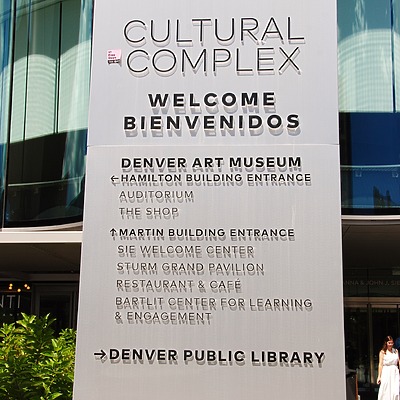 CULTURAL
COMPLEX
WELCOME
BIENVENIDOS
DENVER ART MUSEUM
←HAMILTON BUILDING ENTRANCE
AUDITORIUM
THE SHOP
↑MARTIN BUILDING ENTRANCE
SIE WELCOME CENTER
STURM GRAND PAVILION
RESTAURANT & CAFÉ
BARTLIT CENTER FOR LEARNING
& ENGAGEMENT
→DENVER PUBLIC LIBRARY